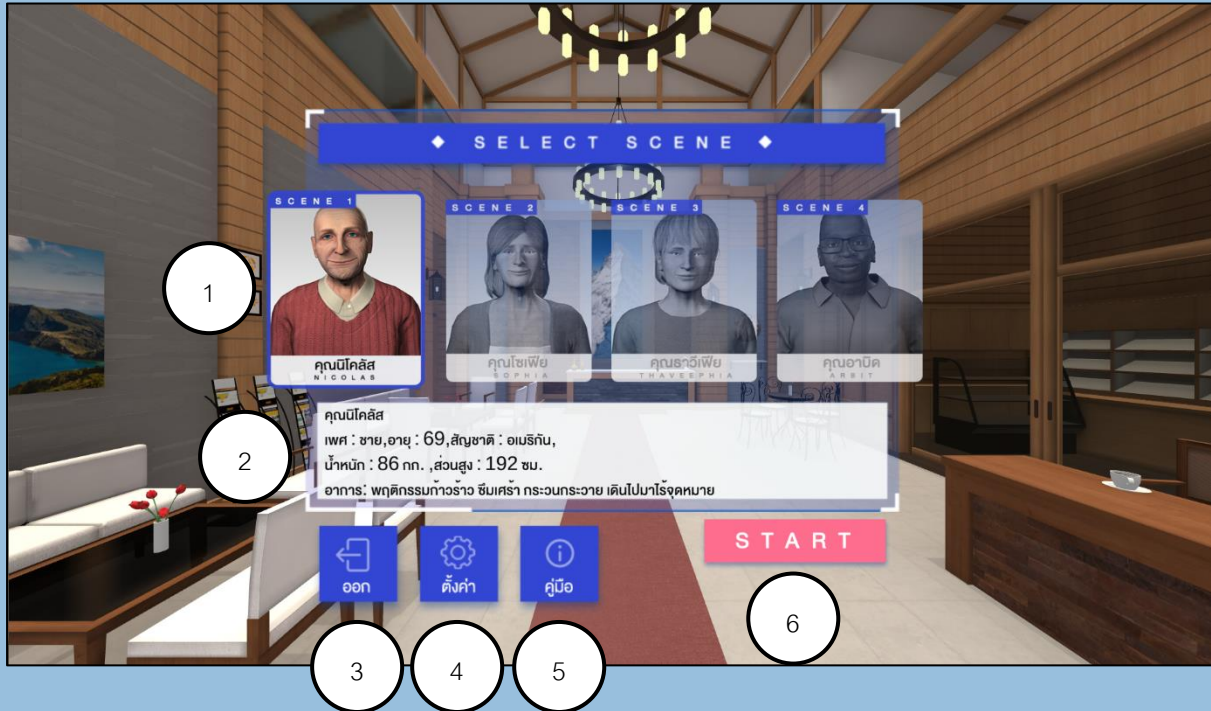 SELECT SCENE
SCENE 1
SCENE 2
SCENE 3
SCENE 4
คุณนิโคลัส
NICOLAS
คุณโซเฟีย
SOPHIA
คุณธาวีเฟีย
THAVEEPHIA
คุณอาบิด
ARBIT
1
คุณนิโคลัส
เพศ : ชาย,อายุ : 69,สัญชาติ : อเมริกัน,
น้ำหนัก : 86 กก. ,ส่วนสูง : 192 ซม.
อาการ: พฤติกรรมก้าวร้าว ซึมเศร้า กระวนกระวาย เดินไปมาไร้จุดหมาย
2
ออก
ตั้งค่า
คู่มือ
START
3
4
5
6